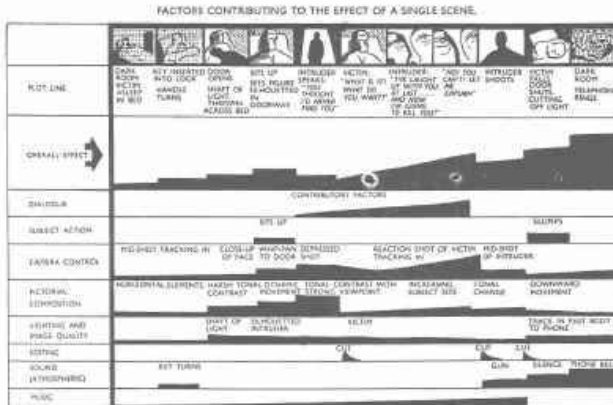 FACTORS CONTRIBUTING TO THE EFFECT OF A SINGLE SCENE.
PLOT LINE
DARK
ROOM
VICTIM
ASLEEP
IN BED
KEY INSERTED
INTO LOCK
HANDLE
TURNS
DOOR
OPENS
SHAFT OF
LIGHT
THROWN
ACROSS BED
SITS UP
SEES FIGURE
SILHOUETTED
IN
DOORWAY
INTRUDER
SPEAKS
"YOU
THOUGHT
I'D NEVER
FIND YOU"
VICTIM:
"WHAT IS IT?
WHAT DO
YOU WANT?"
INTRUDER:
"I'VE CAUGHT
UP WITH YOU
AT LAST
AND NOW
I'M GOING
TO KILL YOU!"
"NO! YOU
CAN'T! LET
ME
EXPLAIN"
INTRUDER
SHOOTS
VICTIM
FALLS
DOOR
SHUTS,
CUTTING
OFF LIGHT
DARK
ROOM
TELEPHONE
RINGS
OVERALL EFFECT
CONTRIBUTORY FACTORS
DIALOGUE
SUBJECT ACTION
SITS UP
SLUMPS
CAMERA CONTROL
MID-SHOT TRACKING IN
CLOSE-UP
OF FACE
WHIP-PAN
TO DOOR
DEPRESSED
SHOT
REACTION SHOT OF VICTIM
TRACKING IN
MID-SHOT
OF INTRUDER
PICTORIAL
COMPOSITION
HORIZONTAL ELEMENTS
HARSH TONAL
CONTRAST
DYNAMIC
MOVEMENT
TONAL CONTRAST WITH
STRONG VIEWPOINT
INCREASING
SUBJECT SIZE
TONAL
CHANGE
DOWNWARD
MOVEMENT
LIGHTING AND
IMAGE QUALITY
SHAFT OF
LIGHT
SILHOUETTED
INTRUDER
VICTIM
TRACK IN PAST BODY
TO PHONE
EDITING
CUT
CUT
CUT
SOUND
(ATMOSPHERIC)
KEY TURNS
GUN
SILENCE
PHONE BELL
MUSIC